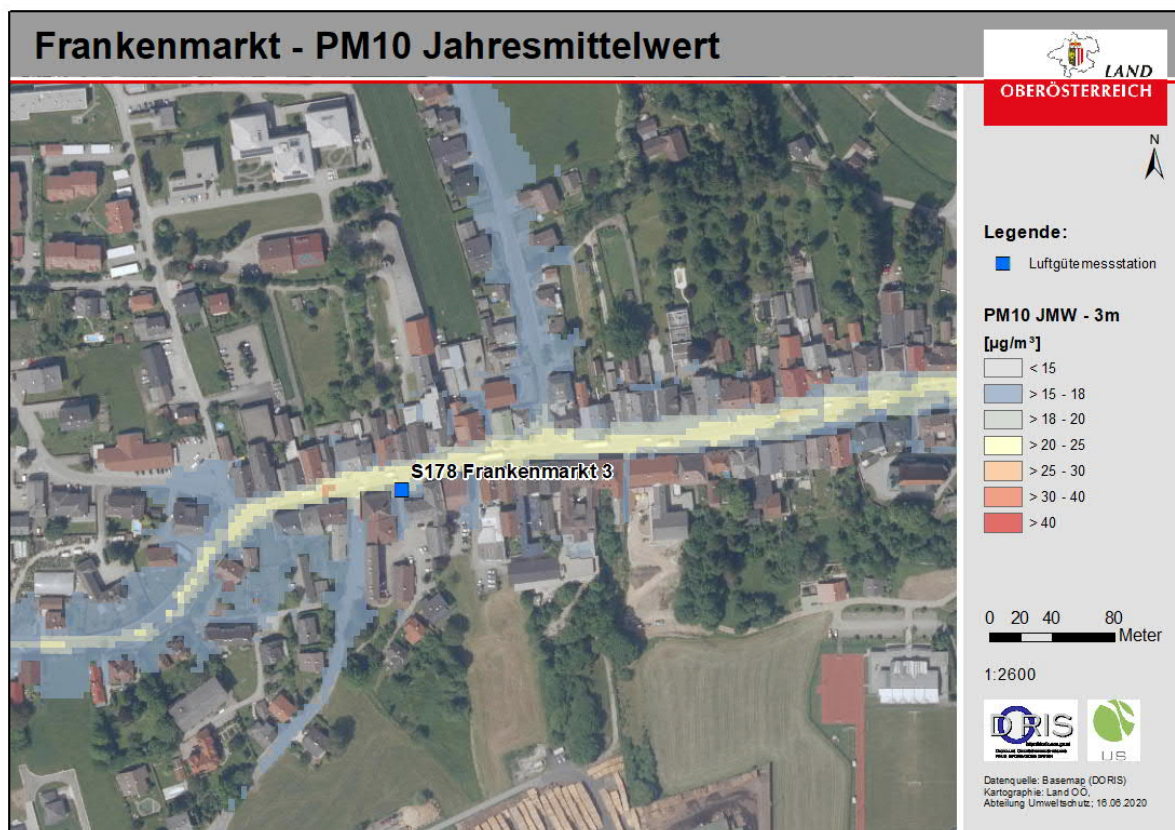 Frankenmarkt - PM10 Jahresmittelwert
LAND
OBERÖSTERREICH
N
Legende:
Luftgütemessstation
PM10 JMW - 3m
[µg/m³]
< 15
> 15 - 18
> 18 - 20
> 20 - 25
> 25 - 30
> 30 - 40
> 40
S178 Frankenmarkt 3
0 20 40 80
Meter
1:2600
DORIS
US
Datenquelle: Basemap (DORIS)
Kartographie: Land OÖ,
Abteilung Umweltschutz; 16.06.2020